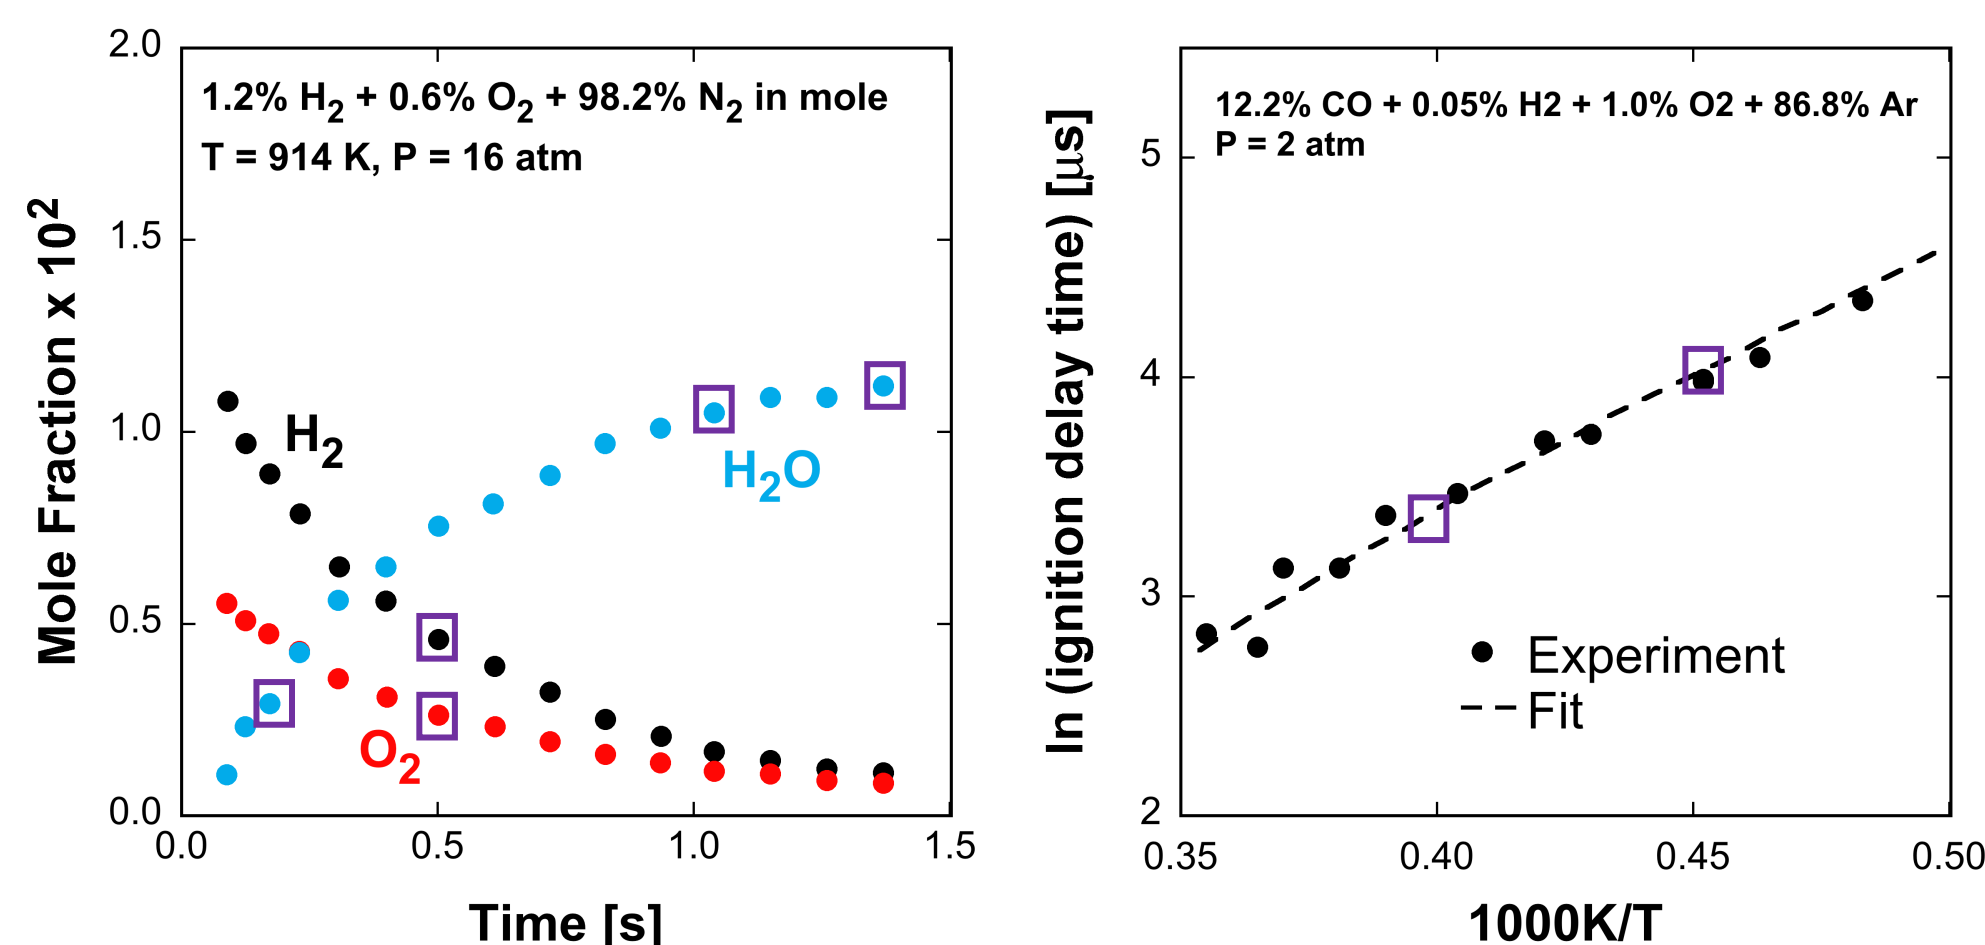 1.2% H2 + 0.6% O2 + 98.2% N2 in mole
T = 914 K, P = 16 atm
Mole Fraction x 10²
2.0
1.5
1.0
0.5
0.0
H2
H2O
O2
0.0 0.5 1.0 1.5
Time [s]
12.2% CO + 0.05% H2 + 1.0% O2 + 86.8% Ar
P = 2 atm
ln (ignition delay time) [μs]
5
4
3
2
Experiment
Fit
0.35 0.40 0.45 0.50
1000K/T